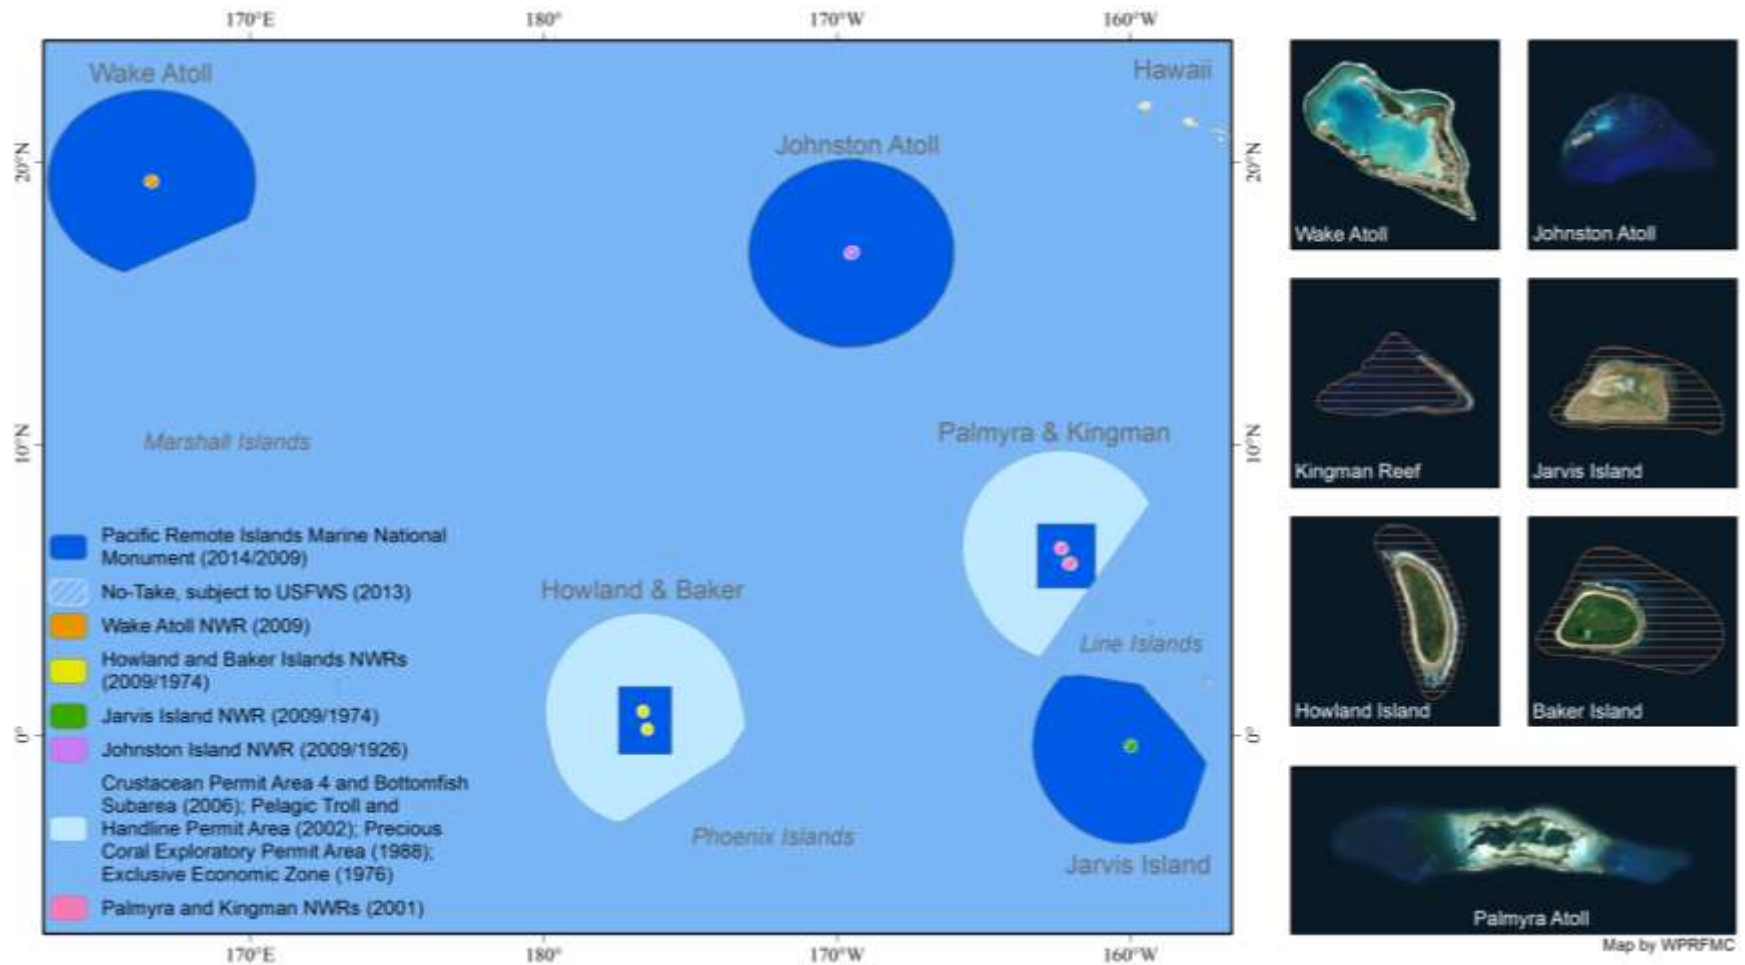 170°E 180° 170°W 160°W
Wake Atoll
Hawaii
Johnston Atoll
20°N
20°N
Marshall Islands
Palmyra & Kingman
10°N
10°N
Howland & Baker
Line Islands
0°
0°
Phoenix Islands
Jarvis Island
Pacific Remote Islands Marine National
Monument (2014/2009)
No-Take, subject to USFWS (2013)
Wake Atoll NWR (2009)
Howland and Baker Islands NWRs
(2009/1974)
Jarvis Island NWR (2009/1974)
Johnston Island NWR (2009/1926)
Crustacean Permit Area 4 and Bottomfish
Subarea (2006); Pelagic Troll and
Handline Permit Area (2002); Precious
Coral Exploratory Permit Area (1988);
Exclusive Economic Zone (1976)
Palmyra and Kingman NWRs (2001)
170°E 180° 170°W 160°W
Wake Atoll
Johnston Atoll
Kingman Reef
Jarvis Island
Howland Island
Baker Island
Palmyra Atoll
Map by WPRFMC